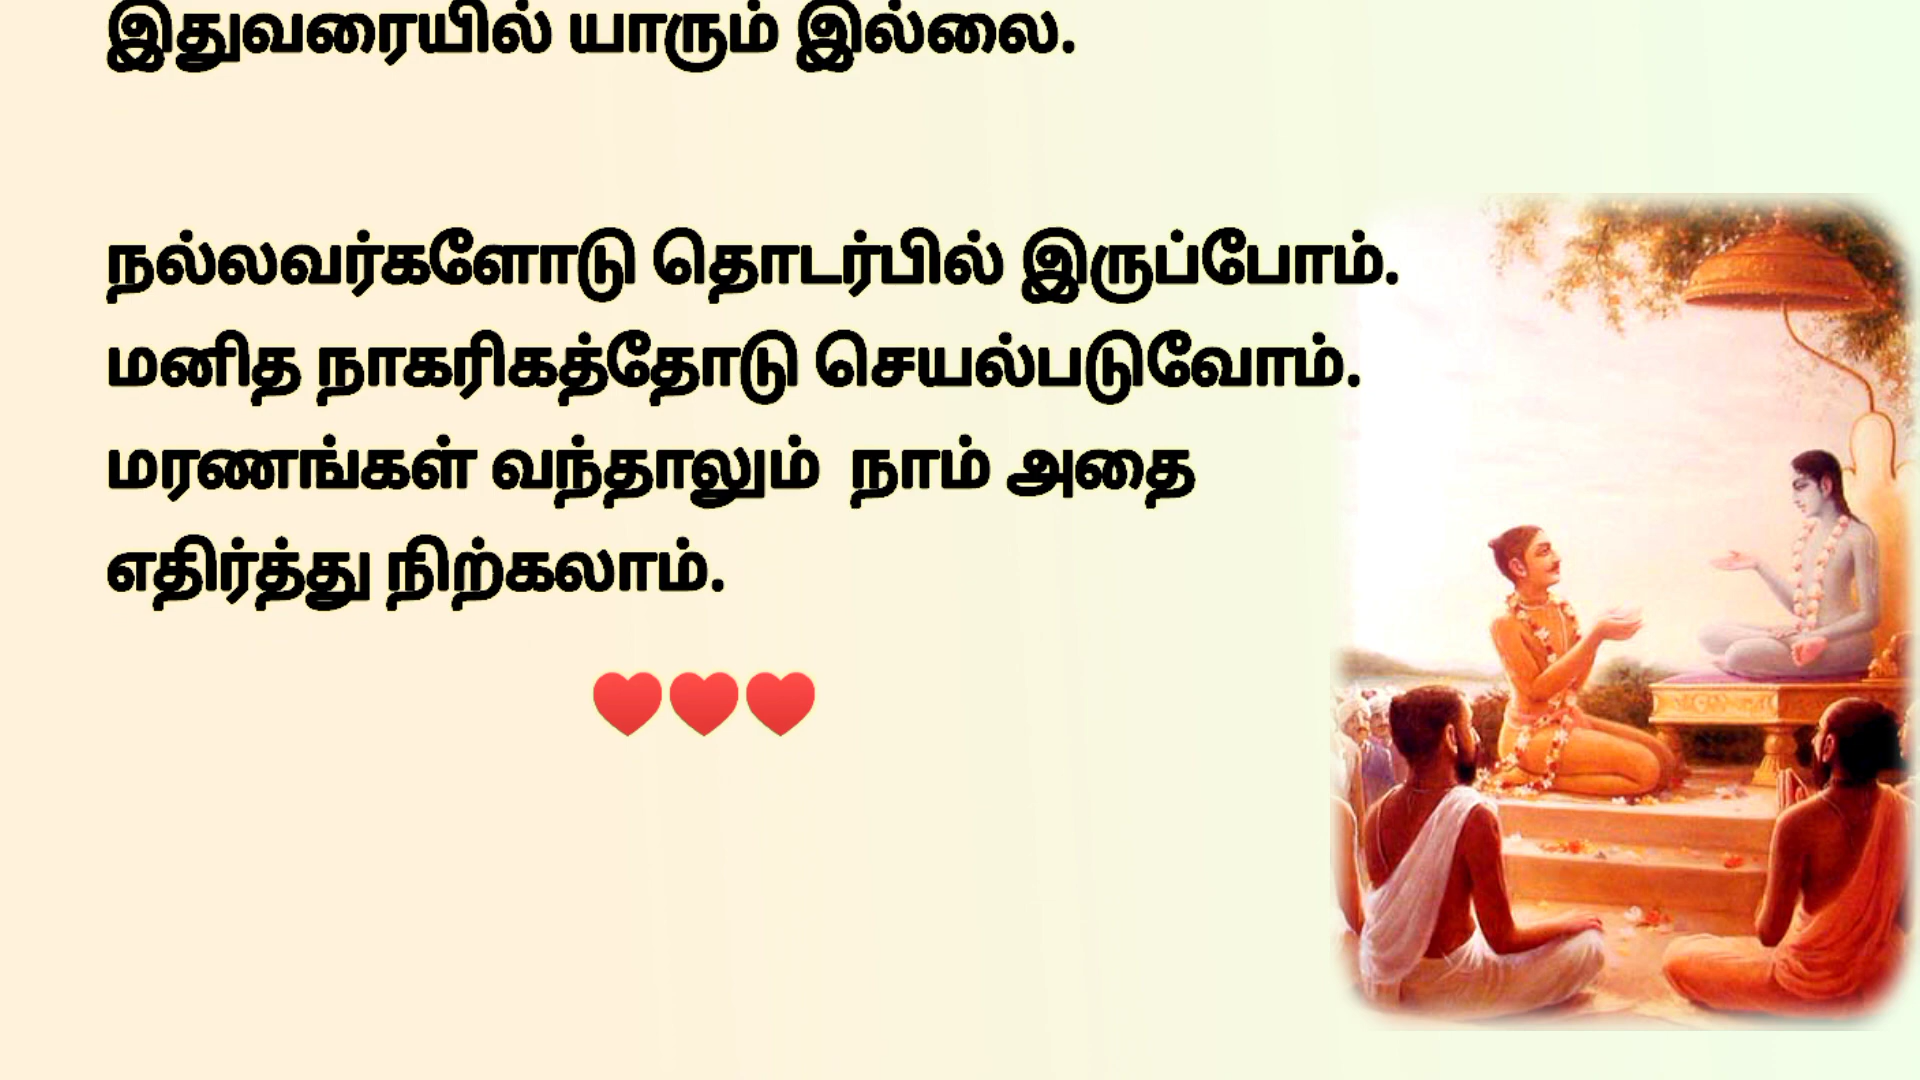 இதுவரையில் யாரும் இல்லை.
நல்லவர்களோடு தொடர்பில் இருப்போம்.
மனித நாகரிகத்தோடு செயல்படுவோம்.
மரணங்கள் வந்தாலும் நாம் அதை
எதிர்த்து நிற்கலாம்.